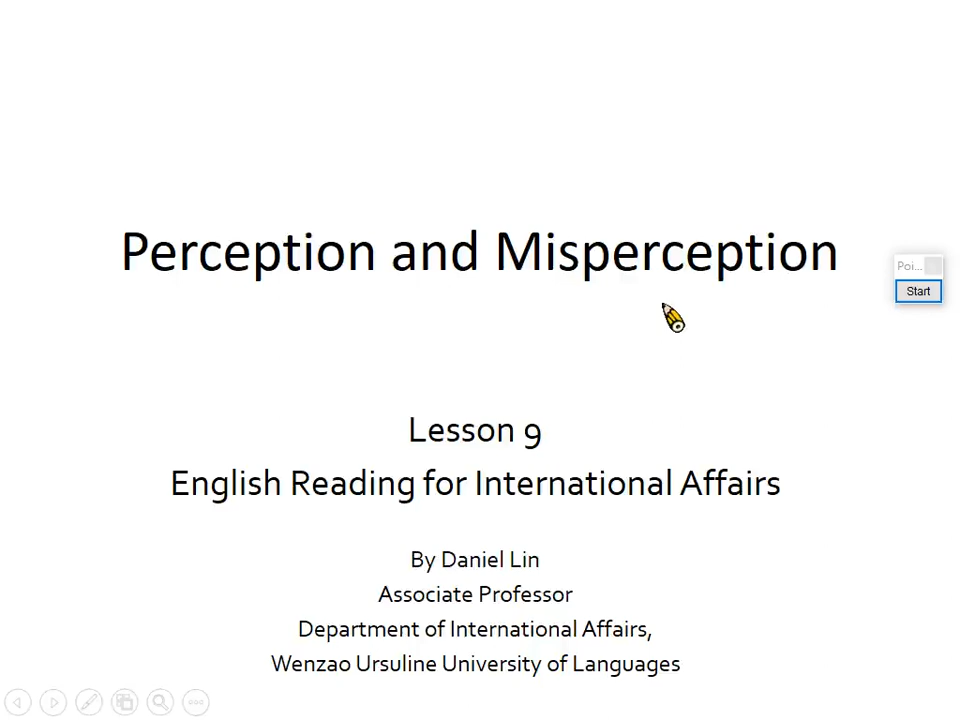 Perception and Misperception
Poi...
Start
Lesson 9
English Reading for International Affairs
By Daniel Lin
Associate Professor
Department of International Affairs,
Wenzao Ursuline University of Languages